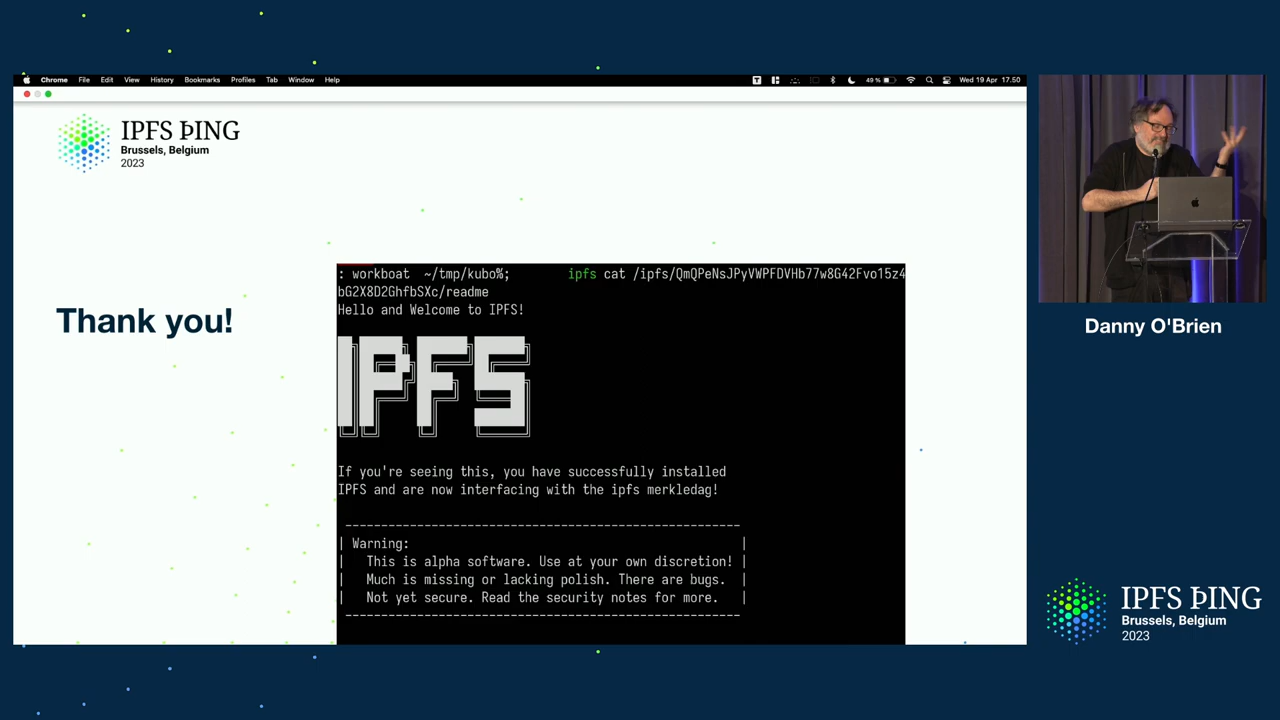 Chrome File Edit View History Bookmarks Profiles Tab Window Help
49 % Wed 19 Apr 17.50
IPFS ÞING
Brussels, Belgium
2023
Thank you!
: workboat ~/tmp/kubo%; ipfs cat /ipfs/QmQPeNsJPyVWPFDVHb77w8G42Fvo15z4
bG2X8D2GhfbSXc/readme
Hello and Welcome to IPFS!
IPFS
If you're seeing this, you have successfully installed
IPFS and are now interfacing with the ipfs merkledag!
-------------------------------------------------------
| Warning: |
| This is alpha software. Use at your own discretion! |
| Much is missing or lacking polish. There are bugs. |
| Not yet secure. Read the security notes for more. |
-------------------------------------------------------
Danny O'Brien
IPFS ÞING
Brussels, Belgium
2023